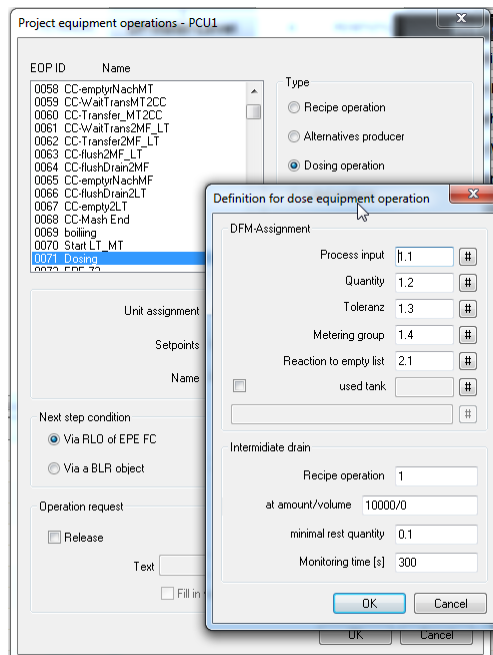 Project equipment operations - PCU1
EOP ID Name
0058 CC-emptyrNachMT
0059 CC-WaitTransMT2CC
0060 CC-Transfer_MT2CC
0061 CC-WaitTrans2MF_LT
0062 CC-Transfer2MF_LT
0063 CC-flush2MF_LT
0064 CC-flushDrain2MF
0065 CC-emptyrNachMF
0066 CC-flushDrain2LT
0067 CC-empty2LT
0068 CC-Mash End
0069 boiling
0070 Start LT_MT
0071 Dosing
Type
Recipe operation
Alternatives producer
Dosing operation
Unit assignment
Setpoints
Name
Next step condition
Via RLO of EPE FC
Via a BLR object
Operation request
Release
Text
Fill in
OK Cancel
Definition for dose equipment operation
DFM-Assignment
Process input 1.1 #
Quantity 1.2 #
Toleranz 1.3 #
Metering group 1.4 #
Reaction to empty list 2.1 #
used tank #
#
Intermidiate drain
Recipe operation 1
at amount/volume 10000/0
minimal rest quantity 0.1
Monitoring time [s] 300
OK Cancel